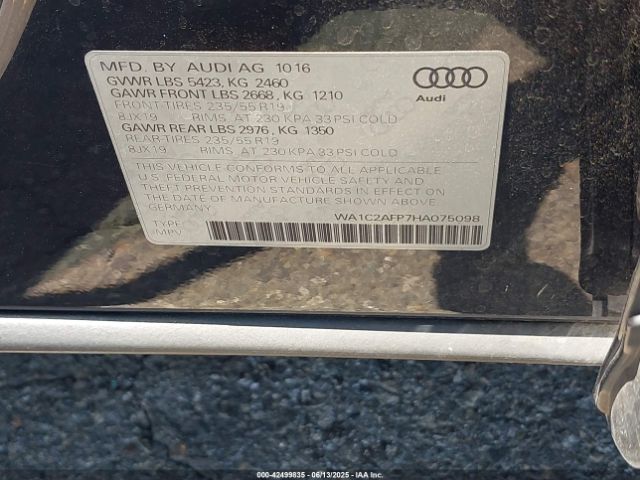 MFD. BY AUDI AG 10 16
GVWR LBS 5423, KG 2460
GAWR FRONT LBS 2668, KG 1210
FRONT-TIRES 235/55 R19
8JX19 RIMS, AT 230 KPA 33 PSI COLD
GAWR REAR LBS 2976, KG 1350
REAR-TIRES 235/55 R19
8JX19 RIMS, AT 230 KPA 33 PSI COLD
THIS VEHICLE CONFORMS TO ALL APPLICABLE
U.S. FEDERAL MOTOR VEHICLE SAFETY AND
THEFT PREVENTION STANDARDS IN EFFECT ON
THE DATE OF MANUFACTURE SHOWN ABOVE
GERMANY
WA1C2AFP7HA075098
TYPE:
MPV
Audi
000-42499835 - 06/13/2025 - IAA Inc. ©